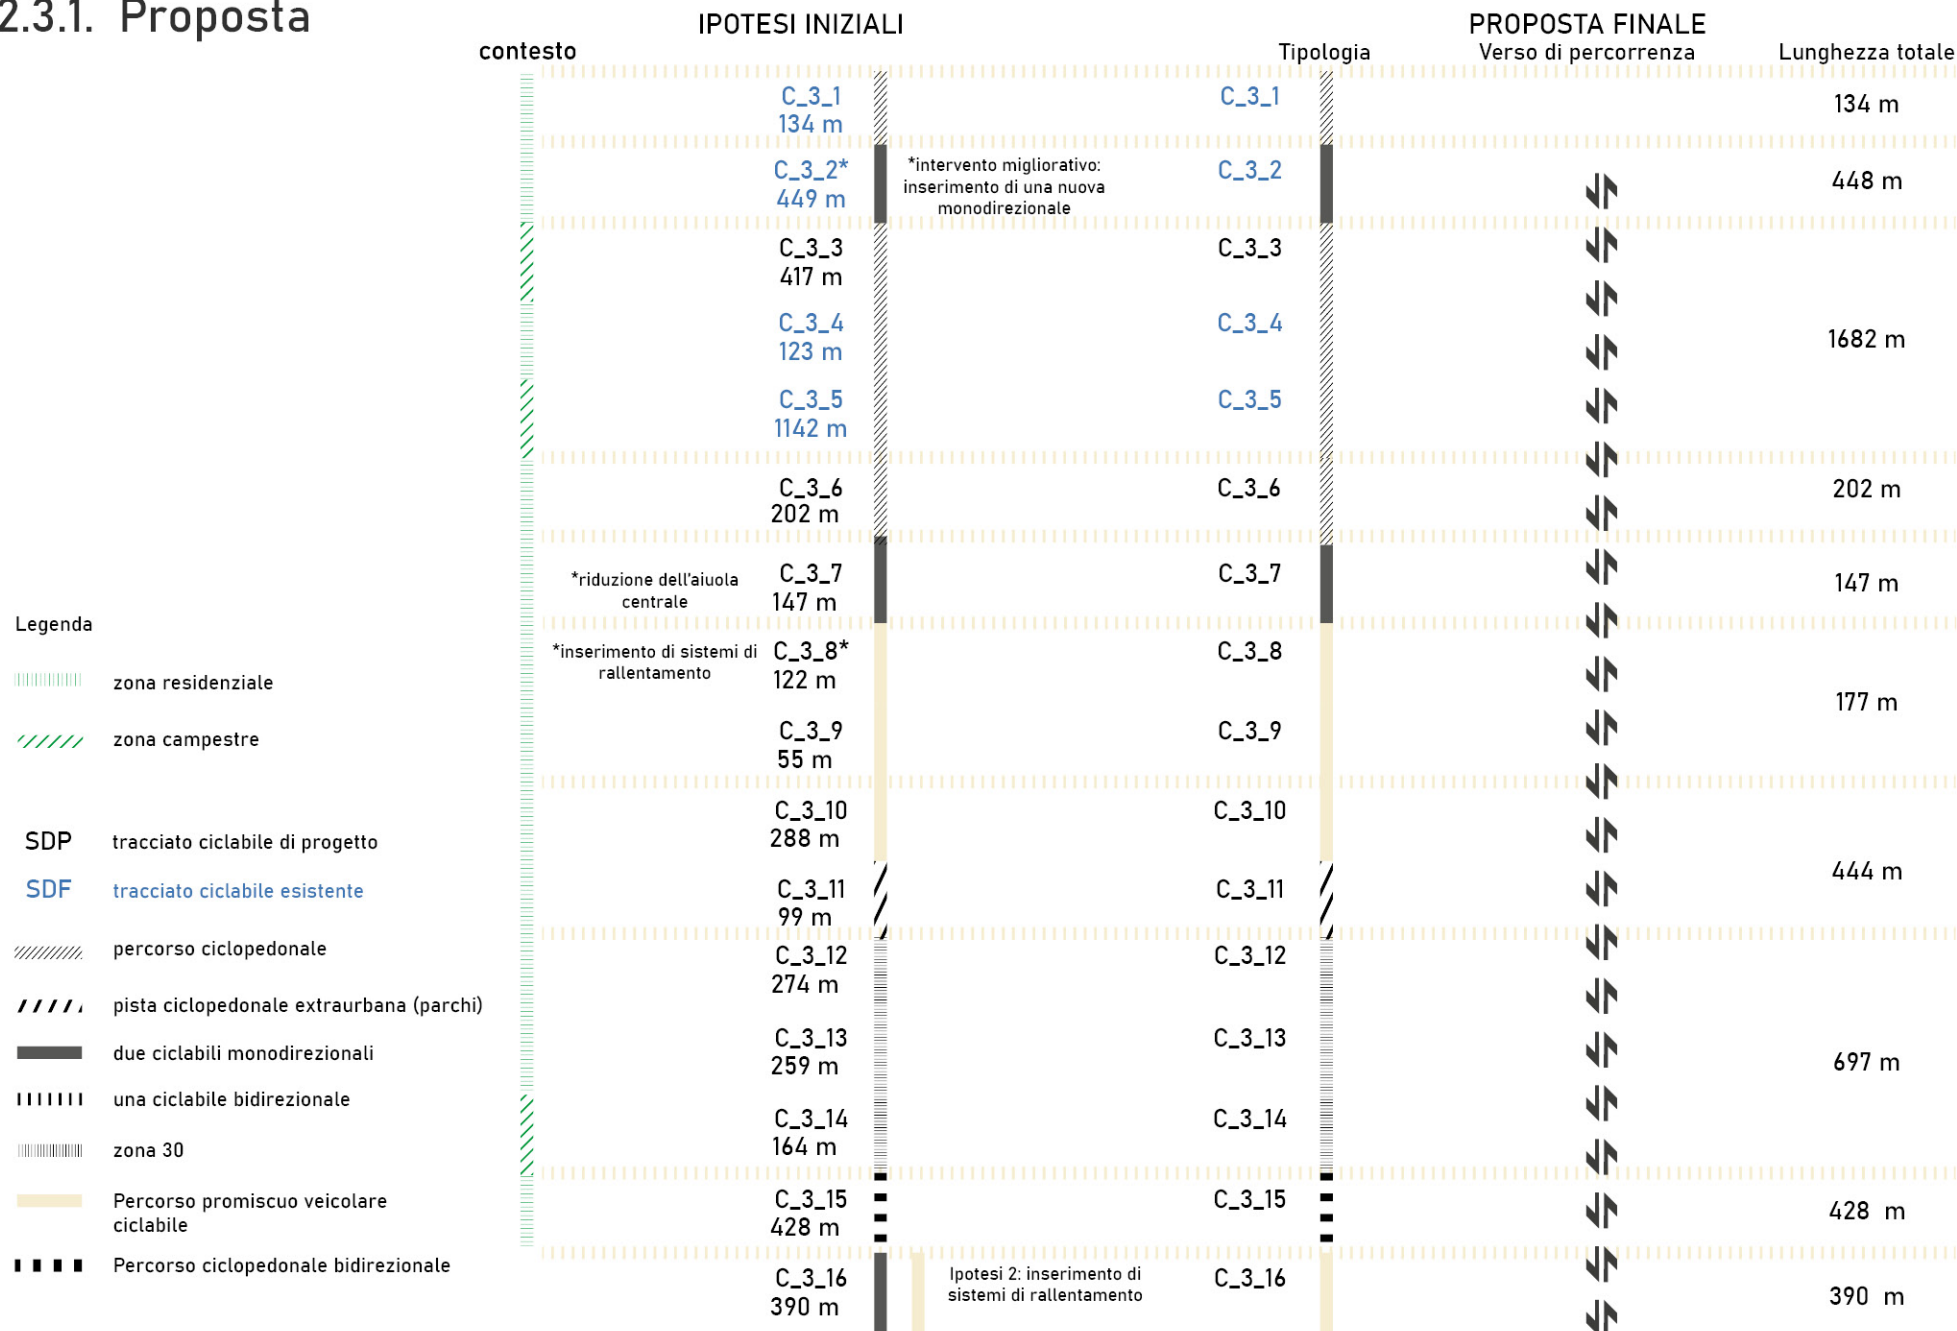 2.3.1. Proposta
IPOTESI INIZIALI
PROPOSTA FINALE
contesto
Tipologia
Verso di percorrenza
Lunghezza totale
C_3_1
134 m
C_3_1
134 m
C_3_2*
449 m
*intervento migliorativo:
inserimento di una nuova
monodirezionale
C_3_2
448 m
C_3_3
417 m
C_3_3
C_3_4
123 m
C_3_4
1682 m
C_3_5
1142 m
C_3_5
C_3_6
202 m
C_3_6
202 m
*riduzione dell'aiuola
centrale
C_3_7
147 m
C_3_7
147 m
*inserimento di sistemi di
rallentamento
C_3_8*
122 m
C_3_8
177 m
C_3_9
55 m
C_3_9
C_3_10
288 m
C_3_10
444 m
C_3_11
99 m
C_3_11
C_3_12
274 m
C_3_12
C_3_13
259 m
C_3_13
697 m
C_3_14
164 m
C_3_14
C_3_15
428 m
C_3_15
428 m
C_3_16
390 m
Ipotesi 2: inserimento di
sistemi di rallentamento
C_3_16
390 m
Legenda
zona residenziale
zona campestre
SDP tracciato ciclabile di progetto
SDF tracciato ciclabile esistente
percorso ciclopedonale
pista ciclopedonale extraurbana (parchi)
due ciclabili monodirezionali
una ciclabile bidirezionale
zona 30
Percorso promiscuo veicolare
ciclabile
Percorso ciclopedonale bidirezionale